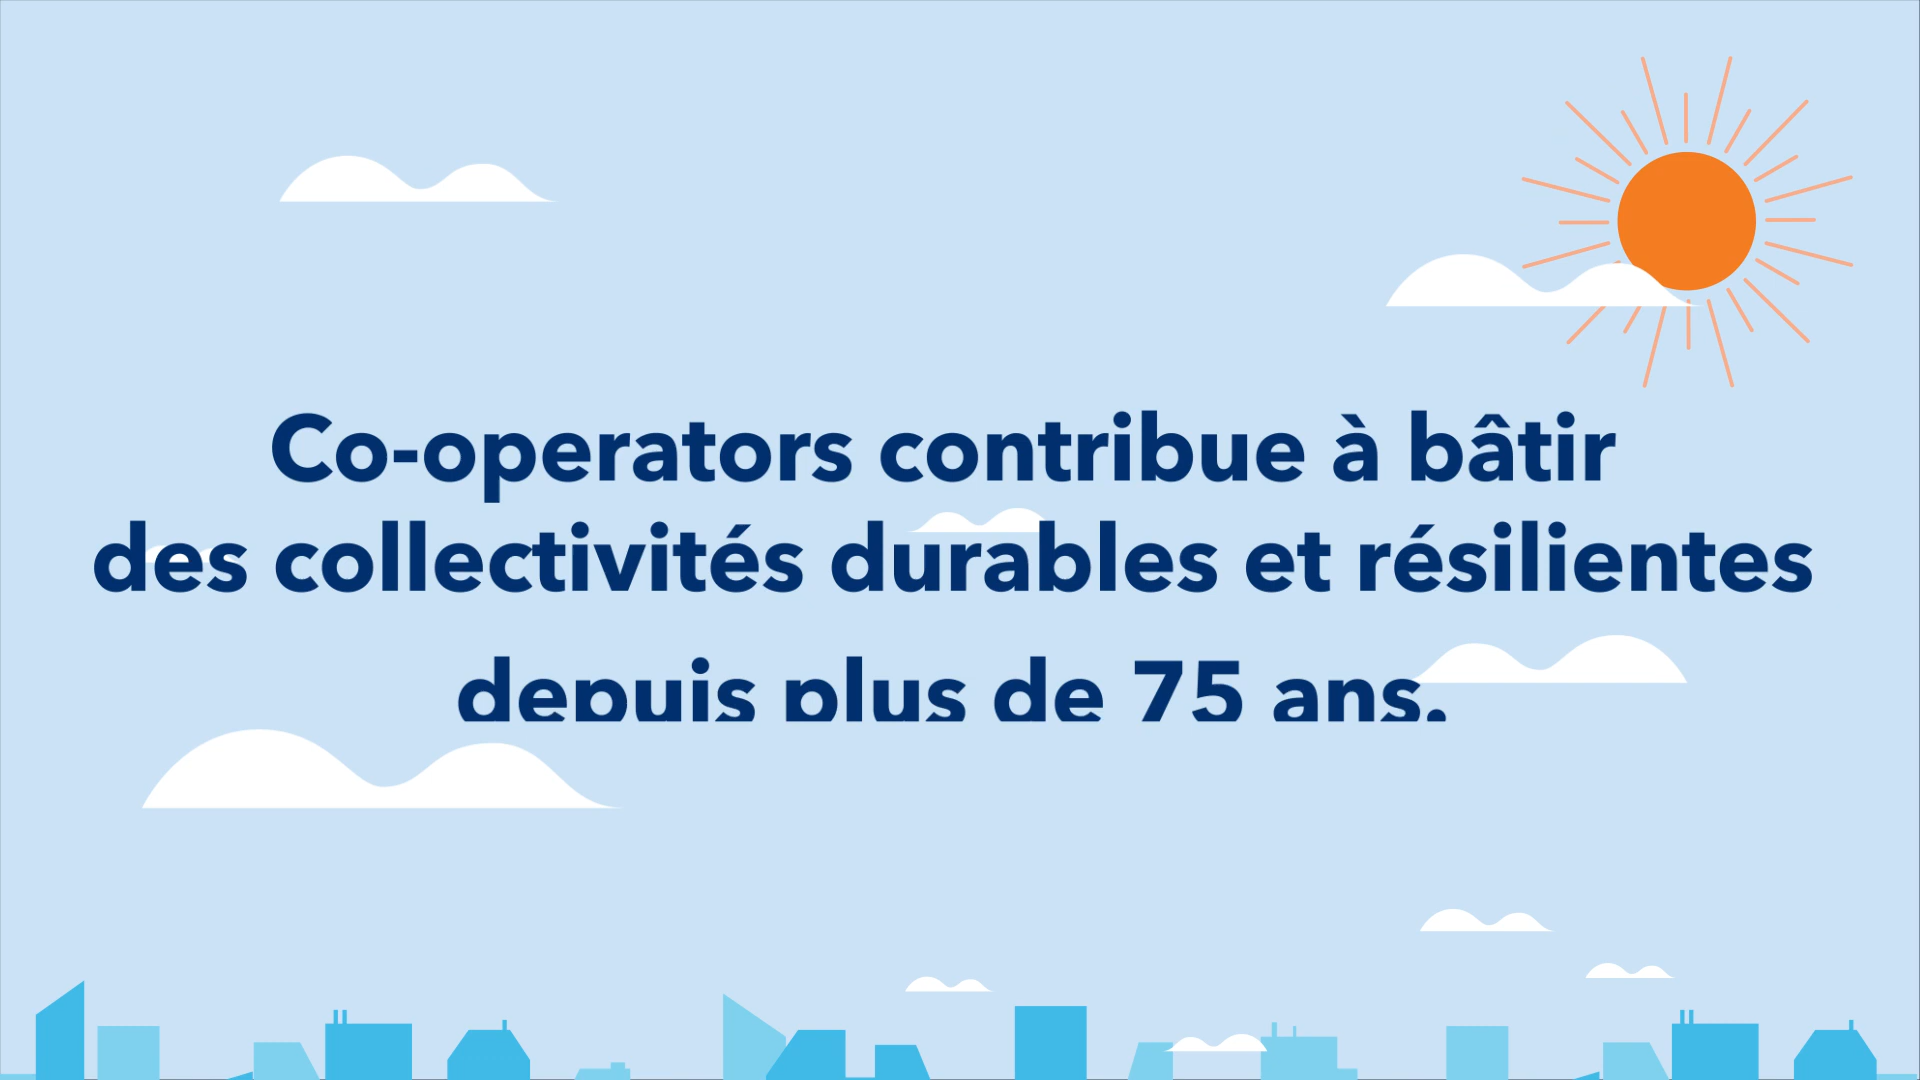 Co-operators contribue à bâtir
des collectivités durables et résilientes
depuis plus de 75 ans.